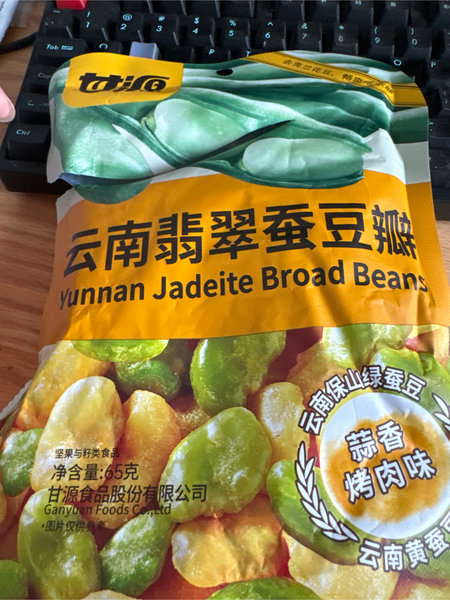 甘源
云南翡翠蚕豆瓣
Yunnan Jadeite Broad Beans
云南保山绿蚕豆
蒜香
烤肉味
云南黄蚕豆
坚果与籽类食品
净含量:65克
甘源食品股份有限公司
Ganyuan Foods Co.,Ltd
*图片仅供参考
Tab
Caps
Ctrl